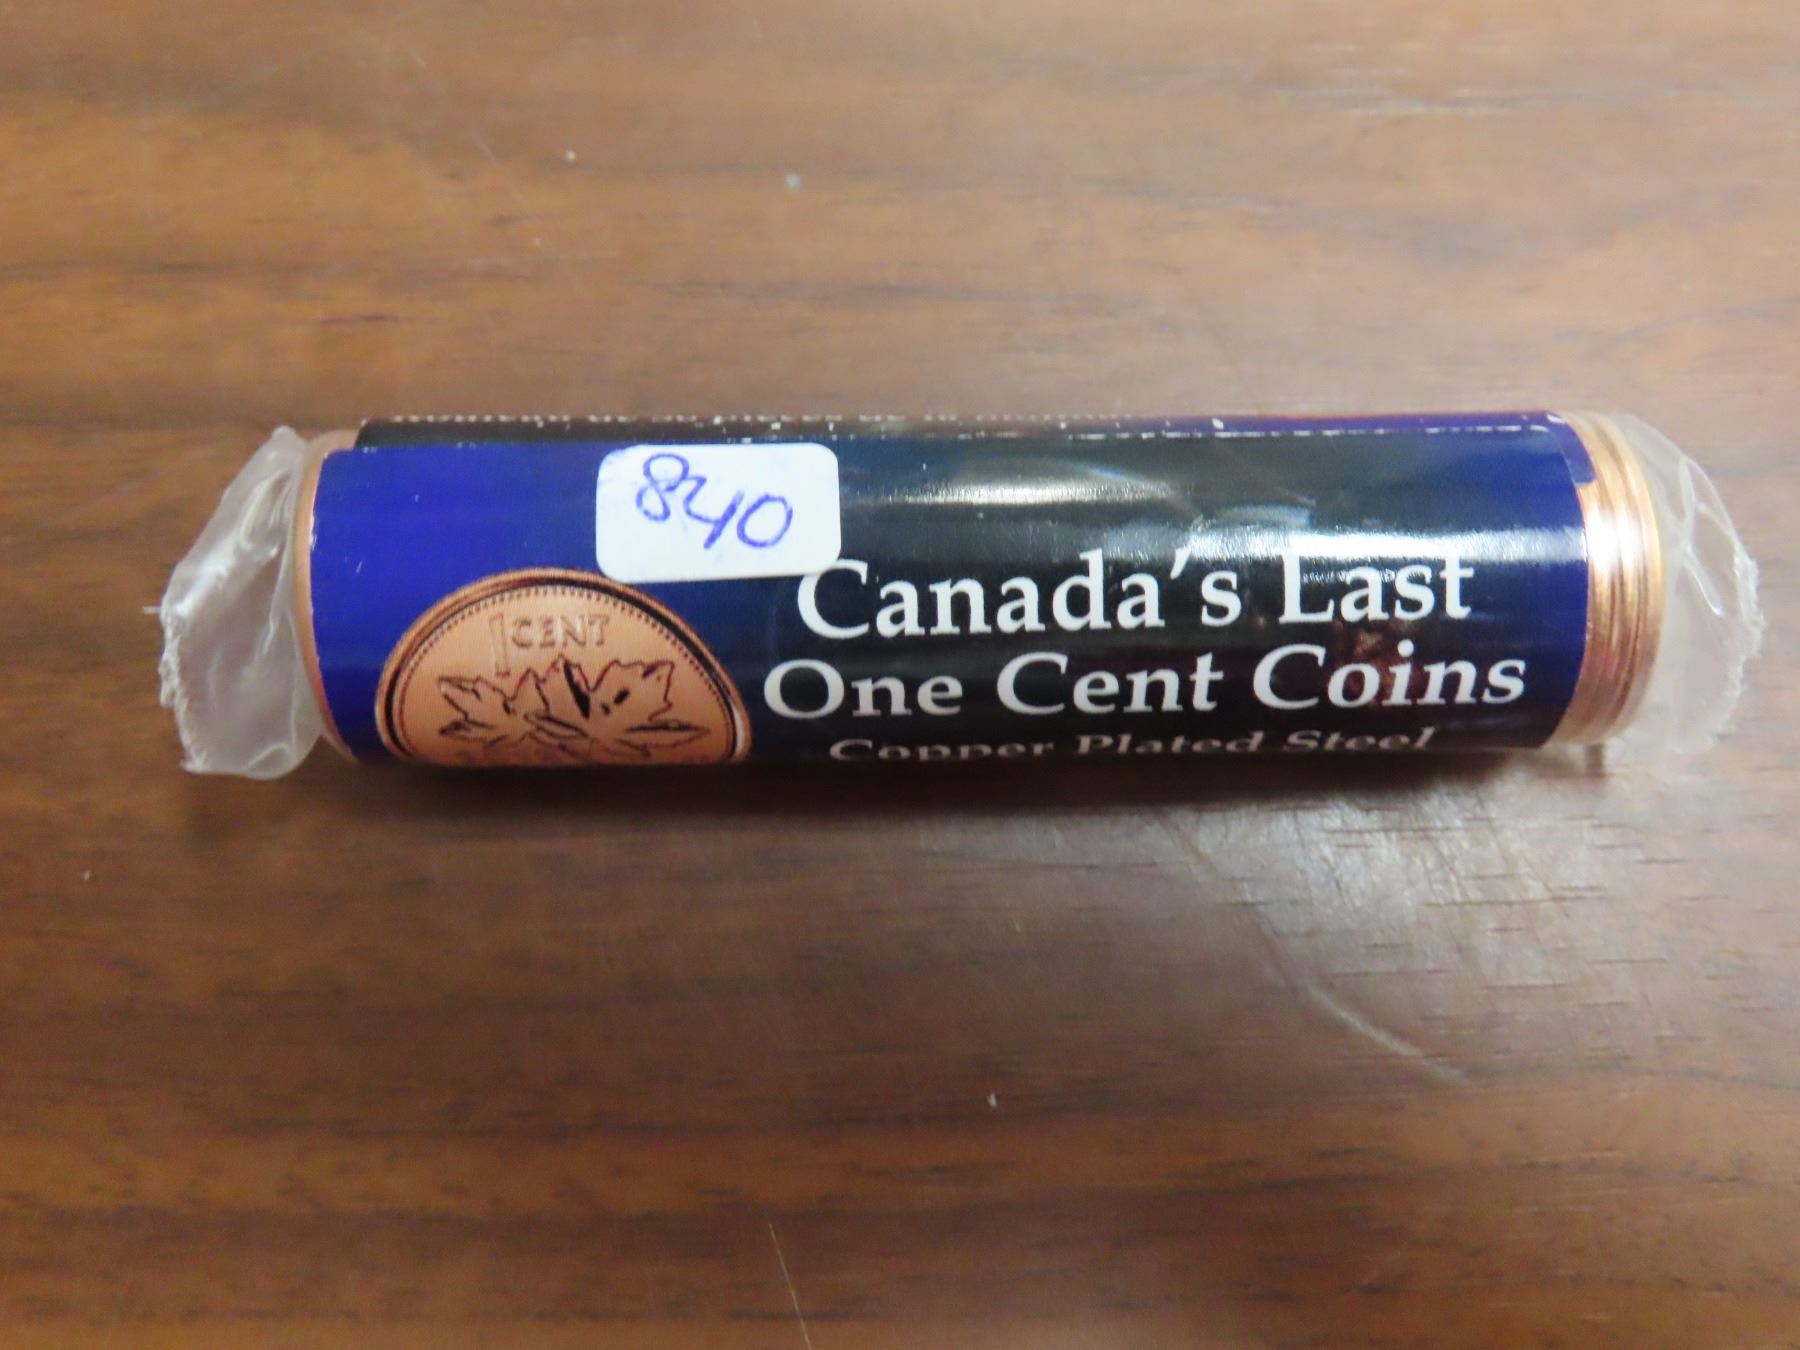 840
1 CENT
Canada's Last
One Cent Coins
Copper Plated Steel